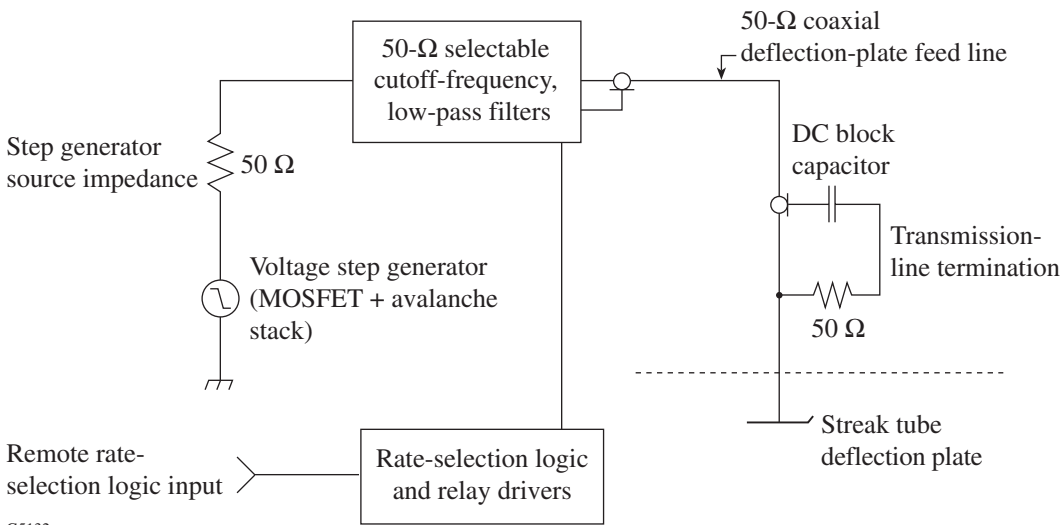 50-Ω selectable
cutoff-frequency,
low-pass filters
50-Ω coaxial
deflection-plate feed line
Step generator
source impedance
50 Ω
DC block
capacitor
Voltage step generator
(MOSFET + avalanche
stack)
Transmission-
line termination
50 Ω
Streak tube
deflection plate
Remote rate-
selection logic input
Rate-selection logic
and relay drivers